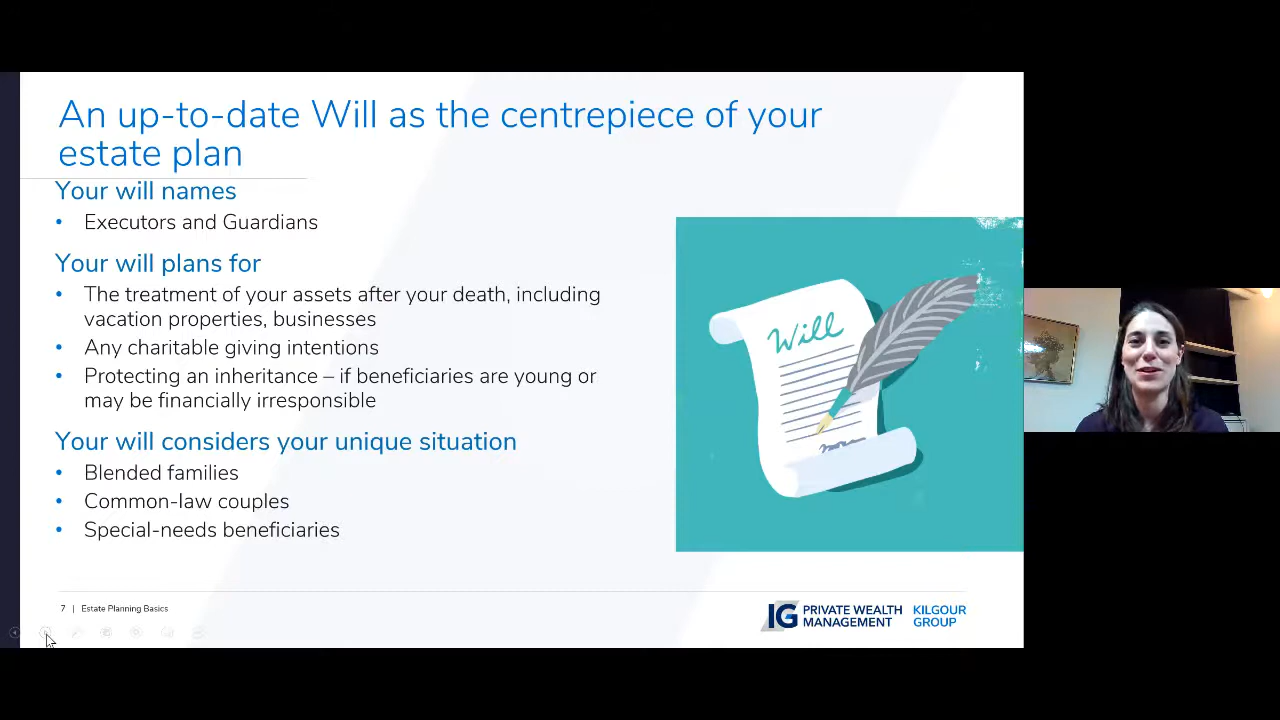 An up-to-date Will as the centrepiece of your
estate plan
Your will names
• Executors and Guardians
Your will plans for
• The treatment of your assets after your death, including
vacation properties, businesses
• Any charitable giving intentions
• Protecting an inheritance – if beneficiaries are young or
may be financially irresponsible
Your will considers your unique situation
• Blended families
• Common-law couples
• Special-needs beneficiaries
Will
7 | Estate Planning Basics
IG PRIVATE WEALTH
MANAGEMENT
KILGOUR
GROUP